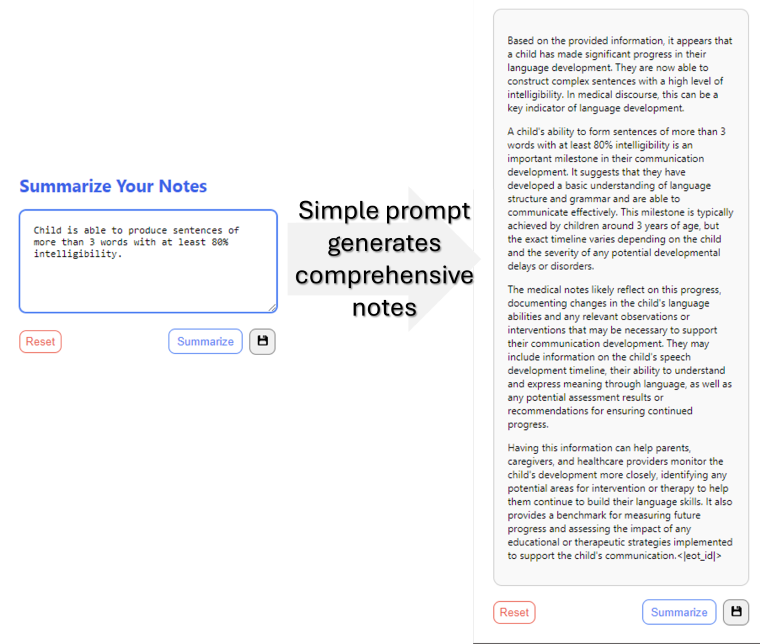 Summarize Your Notes
Child is able to produce sentences of
more than 3 words with at least 80%
intelligibility.
Reset
Summarize
Simple prompt
generates
comprehensive
notes
Based on the provided information, it appears that
a child has made significant progress in their
language development. They are now able to
construct complex sentences with a high level of
intelligibility. In medical discourse, this can be a
key indicator of language development.
A child's ability to form sentences of more than 3
words with at least 80% intelligibility is an
important milestone in their communication
development. It suggests that they have
developed a basic understanding of language
structure and grammar and are able to
communicate effectively. This milestone is typically
achieved by children around 3 years of age, but
the exact timeline varies depending on the child
and the severity of any potential developmental
delays or disorders.
The medical notes likely reflect on this progress,
documenting changes in the child's language
abilities and any relevant observations or
interventions that may be necessary to support
their communication development. They may
include information on the child's speech
development timeline, their ability to understand
and express meaning through language, as well as
any potential assessment results or
recommendations for ensuring continued
progress.
Having this information can help parents,
caregivers, and healthcare providers monitor the
child's development more closely, identifying any
potential areas for intervention or therapy to help
them continue to build their language skills. It also
provides a benchmark for measuring future
progress and assessing the impact of any
educational or therapeutic strategies implemented
to support the child's communication.<|eot_id|>
Reset
Summarize